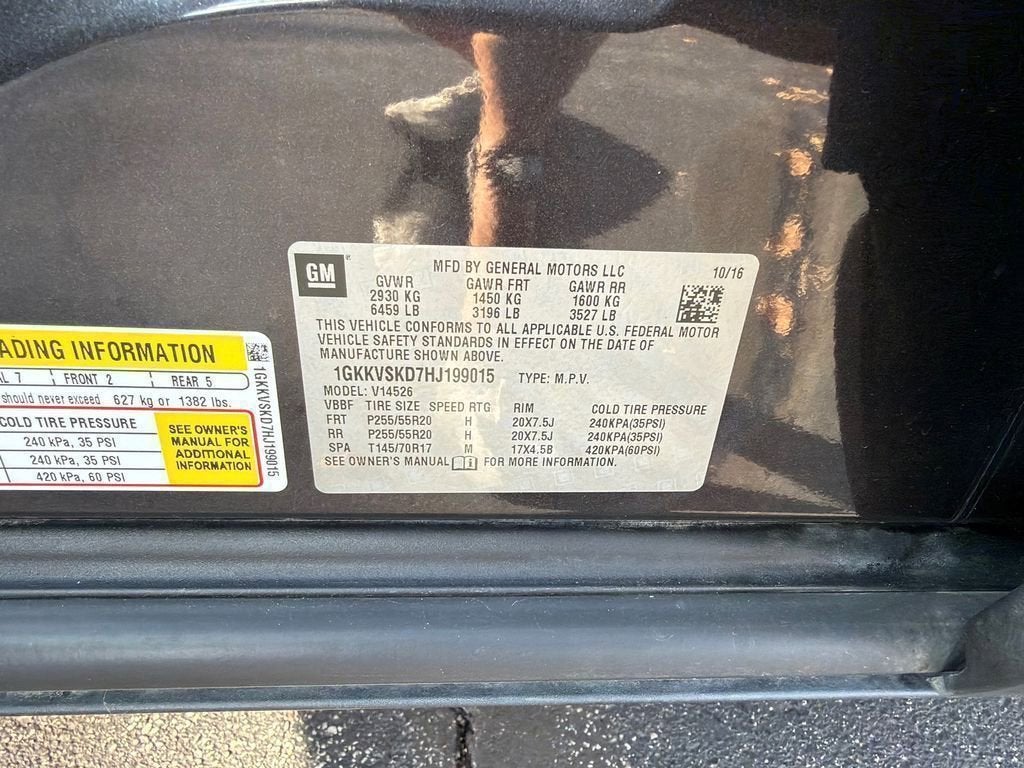 GM
MFD BY GENERAL MOTORS LLC 10/16
GVWR GAWR FRT GAWR RR
2930 KG 1450 KG 1600 KG
6459 LB 3196 LB 3527 LB
THIS VEHICLE CONFORMS TO ALL APPLICABLE U.S. FEDERAL MOTOR
VEHICLE SAFETY STANDARDS IN EFFECT ON THE DATE OF
MANUFACTURE SHOWN ABOVE.
1GKKVSKD7HJ199015 TYPE: M.P.V.
MODEL: V14526
VBBF TIRE SIZE SPEED RTG RIM COLD TIRE PRESSURE
FRT P255/55R20 H 20X7.5J 240KPA(35PSI)
RR P255/55R20 H 20X7.5J 240KPA(35PSI)
SPA T145/70R17 M 17X4.5B 420KPA(60PSI)
SEE OWNER'S MANUAL FOR MORE INFORMATION.
ADING INFORMATION
AL 7 FRONT 2 REAR 5
should never exceed 627 kg or 1382 lbs.
COLD TIRE PRESSURE
240 kPa, 35 PSI
240 kPa, 35 PSI
420 kPa, 60 PSI
SEE OWNER'S
MANUAL FOR
ADDITIONAL
INFORMATION
1GKKVSKD7HJ199015